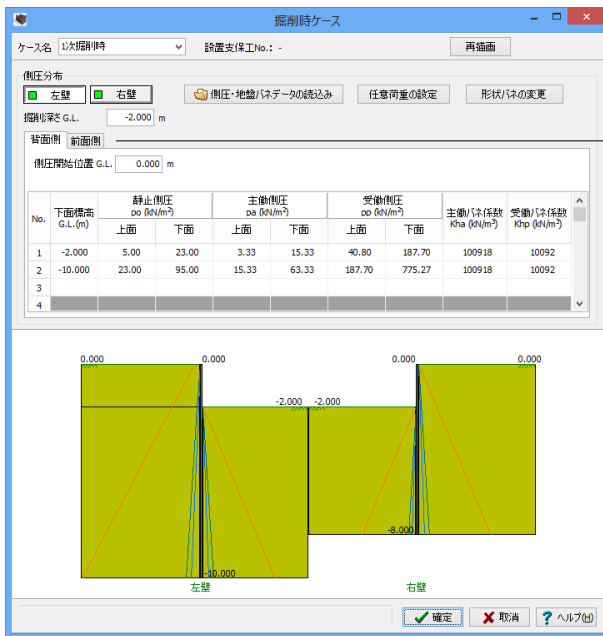 掘削時ケース
ケース名 1次掘削時 設置支保工No.: - 再描画
側圧分布
左壁 右壁 側圧・地盤バネデータの読込み 任意荷重の設定 形状バネの変更
掘削深さ G.L. -2.000 m
背面側 前面側
側圧開始位置 G.L. 0.000 m
No. 下面標高 G.L.(m) 静止側圧 po (kN/m²) 主働側圧 pa (kN/m²) 受働側圧 pp (kN/m²) 主働バネ係数 Kha (kN/m³) 受働バネ係数 Khp (kN/m³)
上面 下面 上面 下面 上面 下面
1 -2.000 5.00 23.00 3.33 15.33 40.80 187.70 100918 10092
2 -10.000 23.00 95.00 15.33 63.33 187.70 775.27 100918 10092
3
4
0.000 0.000 0.000 0.000
-2.000 -2.000
-8.000
-10.000
左壁 右壁
確定 取消 ヘルプ(H)